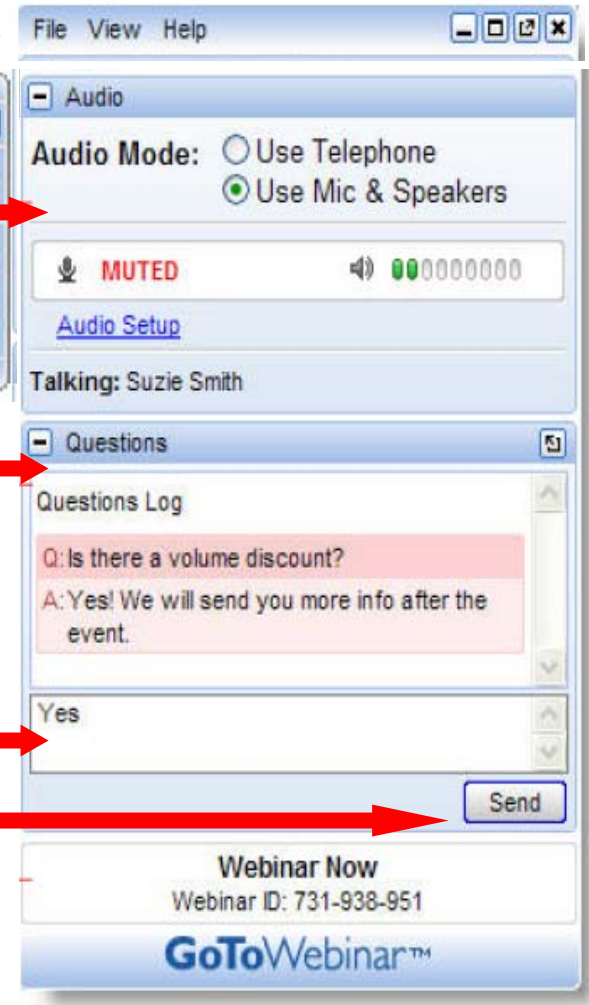 File View Help
Audio
Audio Mode: Use Telephone
Use Mic & Speakers
MUTED
Audio Setup
Talking: Suzie Smith
Questions
Questions Log
Q: Is there a volume discount?
A: Yes! We will send you more info after the
event.
Yes
Send
Webinar Now
Webinar ID: 731-938-951
GoToWebinar™